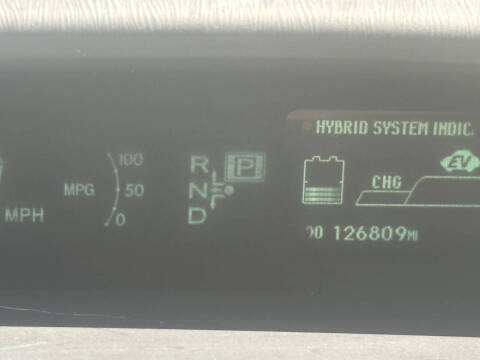 HYBRID SYSTEM INDIC
100
R P
EV
MPG 50
N
CHG
MPH
0
D
126809MI